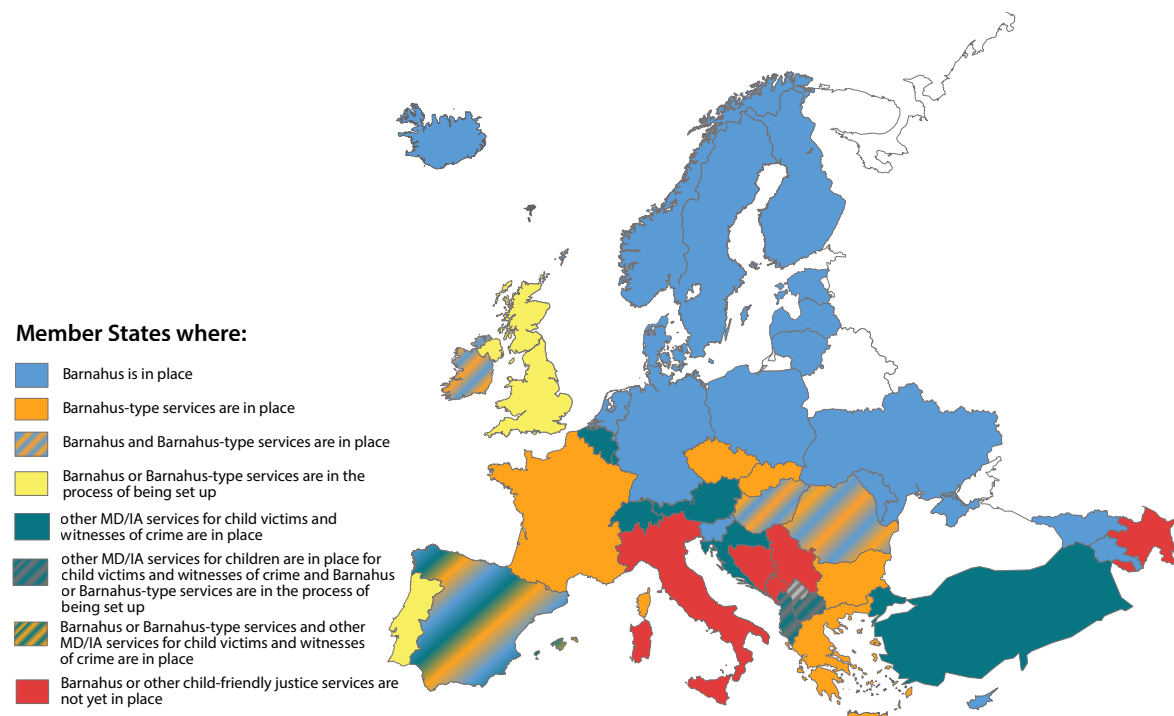 Member States where:
Barnahus is in place
Barnahus-type services are in place
Barnahus and Barnahus-type services are in place
Barnahus or Barnahus-type services are in the
process of being set up
other MD/IA services for child victims and
witnesses of crime are in place
other MD/IA services for children are in place for
child victims and witnesses of crime and Barnahus
or Barnahus-type services are in the process of
being set up
Barnahus or Barnahus-type services and other
MD/IA services for child victims and witnesses
of crime are in place
Barnahus or other child-friendly justice services are
not yet in place